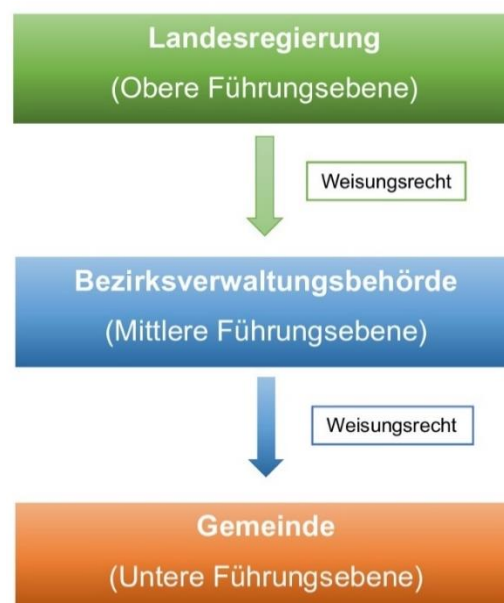 Landesregierung
(Obere Führungsebene)
Weisungsrecht
Bezirksverwaltungsbehörde
(Mittlere Führungsebene)
Weisungsrecht
Gemeinde
(Untere Führungsebene)